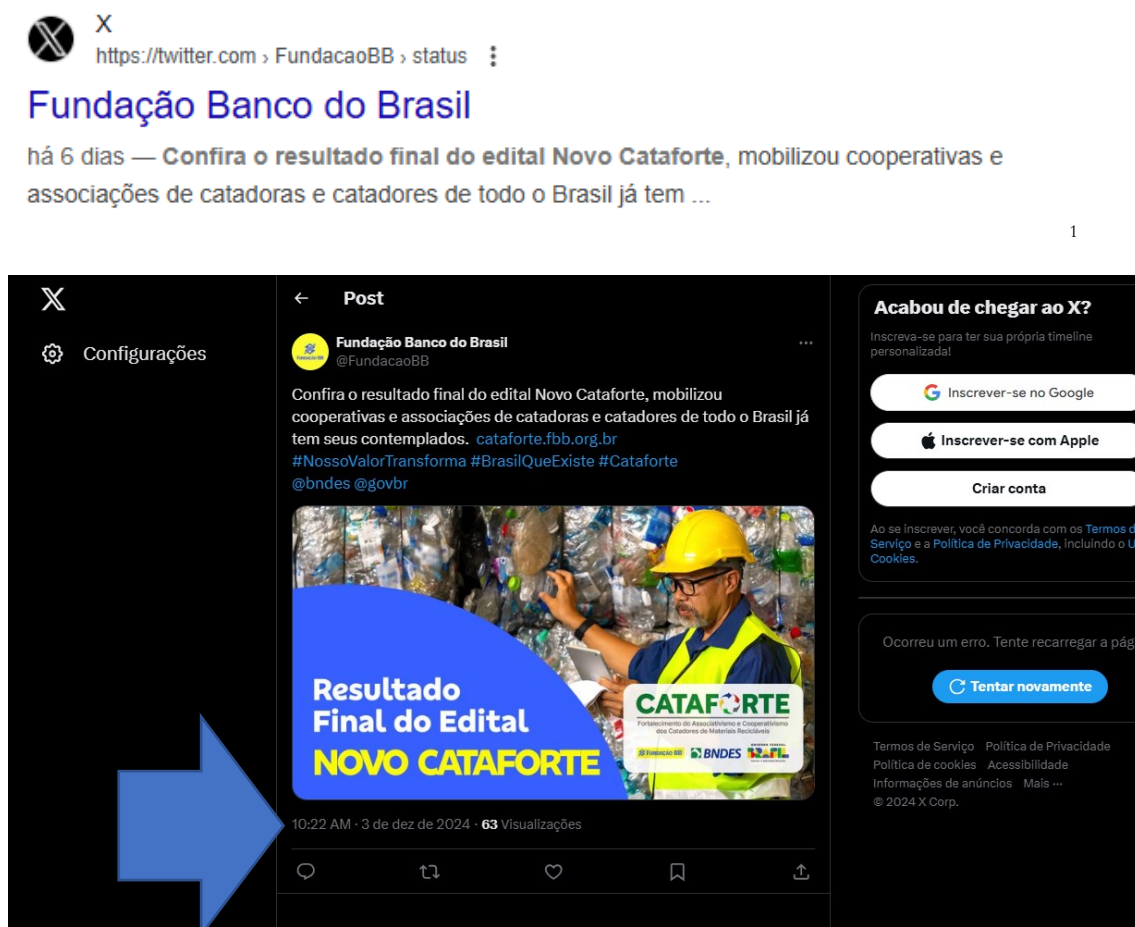 X
https://twitter.com › FundacaoBB › status
Fundação Banco do Brasil
há 6 dias — Confira o resultado final do edital Novo Cataforte, mobilizou cooperativas e
associações de catadoras e catadores de todo o Brasil já tem ...
1
Configurações
Post
Fundação Banco do Brasil
@FundacaoBB
Confira o resultado final do edital Novo Cataforte, mobilizou
cooperativas e associações de catadoras e catadores de todo o Brasil já
tem seus contemplados. cataforte.fbb.org.br
#NossoValorTransforma #BrasilQueExiste #Cataforte
@bndes @govbr
Resultado
Final do Edital
NOVO CATAFORTE
CATAFORTE
Fortalecimento do Associativismo e Cooperativismo
dos Catadores de Materiais Recicláveis
FUNDAÇÃO BB
BNDES
BRASIL
10:22 AM · 3 de dez de 2024 · 63 Visualizações
Acabou de chegar ao X?
Inscreva-se para ter sua própria timeline
personalizada!
Inscrever-se no Google
Inscrever-se com Apple
Criar conta
Ao se inscrever, você concorda com os Termos d
Serviço e a Política de Privacidade, incluindo o U
Cookies.
Ocorreu um erro. Tente recarregar a pág
Tentar novamente
Termos de Serviço Política de Privacidade
Política de cookies Acessibilidade
Informações de anúncios Mais ···
© 2024 X Corp.